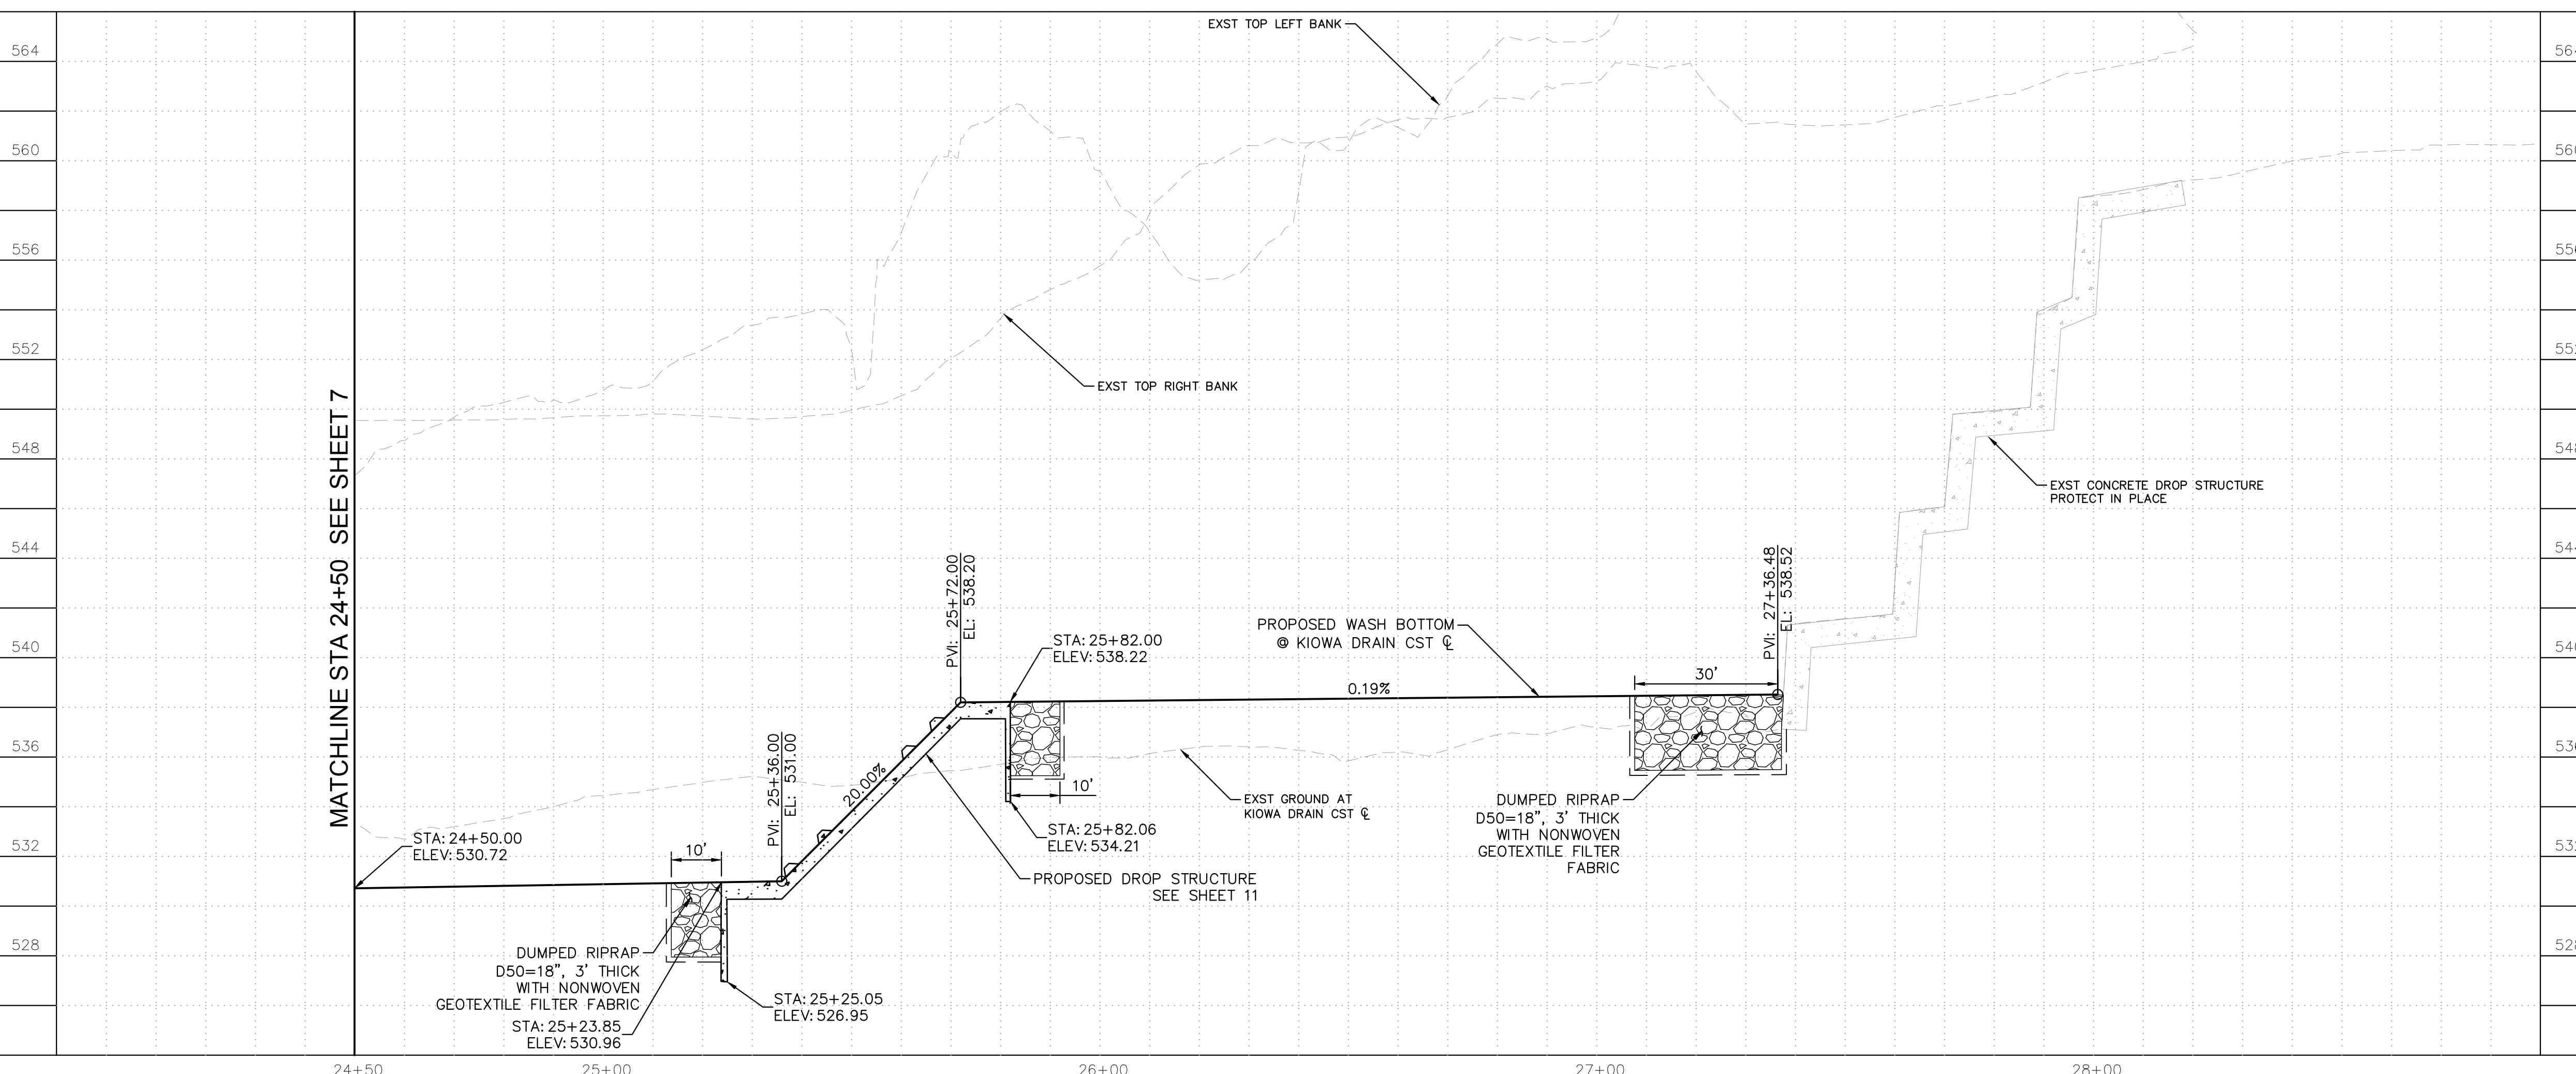 EXST TOP LEFT BANK
564
564
560
560
556
556
552
552
EXST TOP RIGHT BANK
548
548
EXST CONCRETE DROP STRUCTURE
PROTECT IN PLACE
MATCHLINE STA 24+50 SEE SHEET 7
544
544
PVI: 25+72.00
EL: 538.20
PVI: 27+36.48
EL: 538.52
540
540
STA: 25+82.00
ELEV: 538.22
PROPOSED WASH BOTTOM
@ KIOWA DRAIN CST ℄
0.19%
30'
536
536
PVI: 25+36.00
EL: 531.00
20.00%
10'
EXST GROUND AT
KIOWA DRAIN CST ℄
DUMPED RIPRAP
D50=18", 3' THICK
WITH NONWOVEN
GEOTEXTILE FILTER
FABRIC
STA: 25+82.06
ELEV: 534.21
532
532
STA: 24+50.00
ELEV: 530.72
10'
PROPOSED DROP STRUCTURE
SEE SHEET 11
528
528
DUMPED RIPRAP
D50=18", 3' THICK
WITH NONWOVEN
GEOTEXTILE FILTER FABRIC
STA: 25+23.85
ELEV: 530.96
STA: 25+25.05
ELEV: 526.95
24+50
25+00
26+00
27+00
28+00